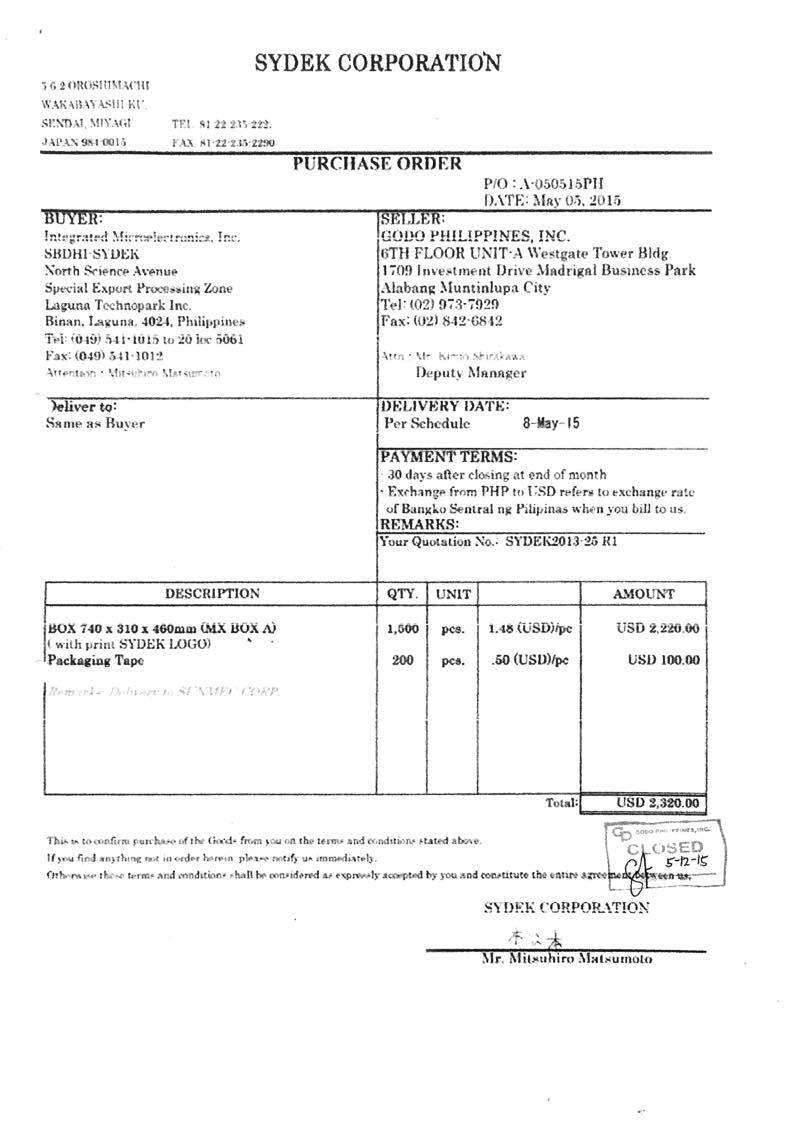 SYDEK CORPORATION
5 6 2 OROSHIMACHI
WAKABAYASHI KU.
SENDAI, MIYAGI TEL 81-22-235-222.
JAPAN 984-0015 FAX 81-22-235-2290
PURCHASE ORDER
P/O : A-050515PH
DATE: May 05, 2015
BUYER:
Integrated Microelectronics, Inc.
SBDHI-SYDEK
North Science Avenue
Special Export Processing Zone
Laguna Technopark Inc.
Binan, Laguna, 4024, Philippines
Tel: (049) 541-1015 to 20 loc 5061
Fax: (049) 541-1012
Attention : Mitsuhiro Matsumoto
SELLER:
GODO PHILIPPINES, INC.
6TH FLOOR UNIT-A Westgate Tower Bldg.
1709 Investment Drive Madrigal Business Park
Alabang Muntinlupa City
Tel: (02) 973-7929
Fax: (02) 842-6842
Attn : Mr. Kimio Shirakawa
Deputy Manager
Deliver to:
Same as Buyer
DELIVERY DATE:
Per Schedule 8-May-15
PAYMENT TERMS:
· 30 days after closing at end of month
· Exchange from PHP to USD refers to exchange rate
of Bangko Sentral ng Pilipinas when you bill to us.
REMARKS:
Your Quotation No.: SYDEK2013-25 R1
DESCRIPTION QTY. UNIT AMOUNT
BOX 740 x 310 x 460mm (MX BOX A) 1,500 pcs. 1.48 (USD)/pc USD 2,220.00
( with print SYDEK LOGO)
Packaging Tape 200 pcs. .50 (USD)/pc USD 100.00
Remarks: Delivery to SUNMEC CORP.
Total: USD 2,320.00
This is to confirm purchase of the Goods from you on the terms and conditions stated above.
If you find anything not in order herein, please notify us immediately.
Otherwise these terms and conditions shall be considered as expressly accepted by you and constitute the entire agreement between us.
GODO PHILIPPINES, INC.
CLOSED
5-12-15
SYDEK CORPORATION
Mr. Mitsuhiro Matsumoto